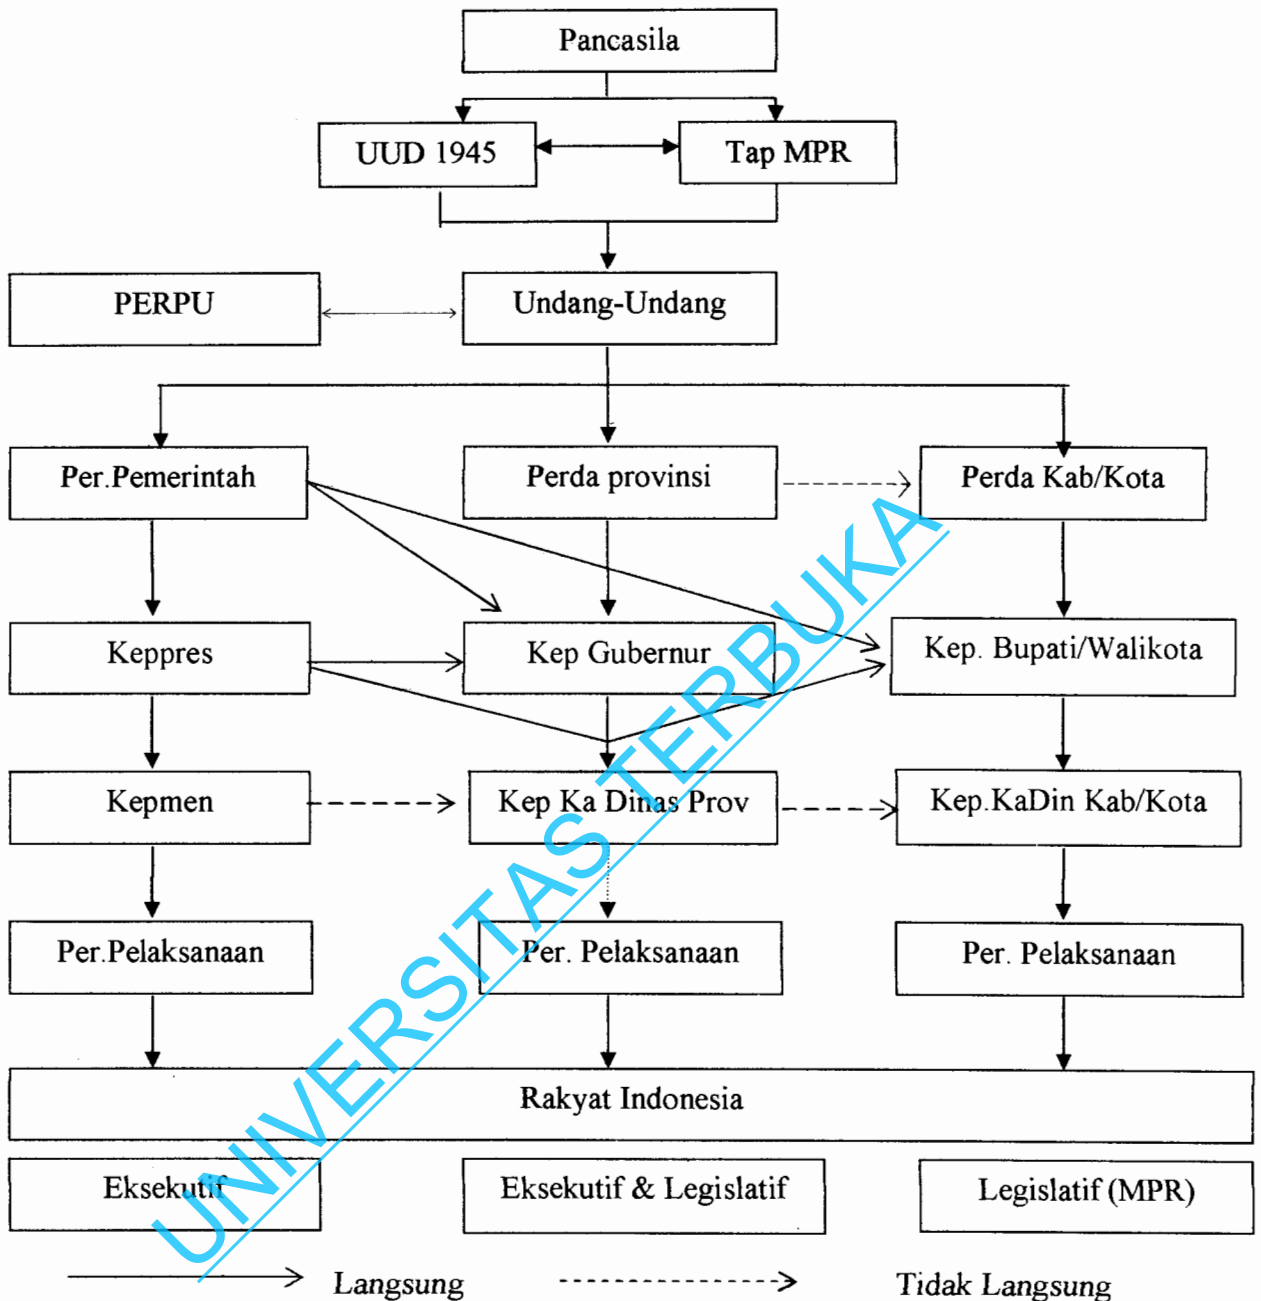 Pancasila
UUD 1945
Tap MPR
PERPU
Undang-Undang
Per.Pemerintah
Perda provinsi
Perda Kab/Kota
Keppres
Kep Gubernur
Kep. Bupati/Walikota
Kepmen
Kep Ka Dinas Prov
Kep.KaDin Kab/Kota
Per.Pelaksanaan
Per. Pelaksanaan
Per. Pelaksanaan
Rakyat Indonesia
Eksekutif
Eksekutif & Legislatif
Legislatif (MPR)
Langsung
Tidak Langsung
UNIVERSITAS TERBUKA